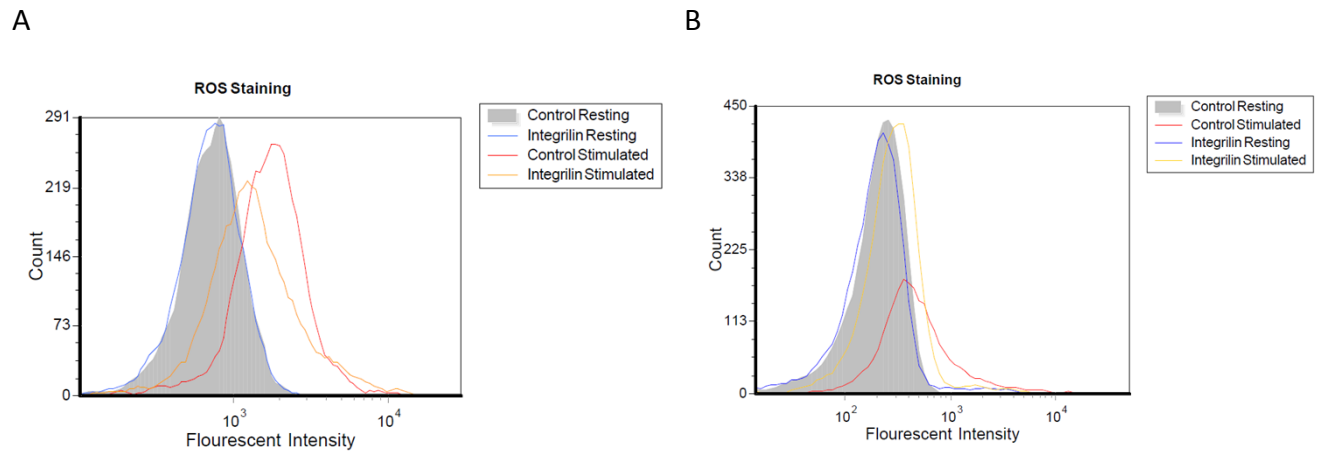 A
ROS Staining
291
219
146
73
0
Count
10³
10⁴
Flourescent Intensity
Control Resting
Integrilin Resting
Control Stimulated
Integrilin Stimulated
B
ROS Staining
450
338
225
113
0
Count
10²
10³
10⁴
Flourescent Intensity
Control Resting
Control Stimulated
Integrilin Resting
Integrilin Stimulated